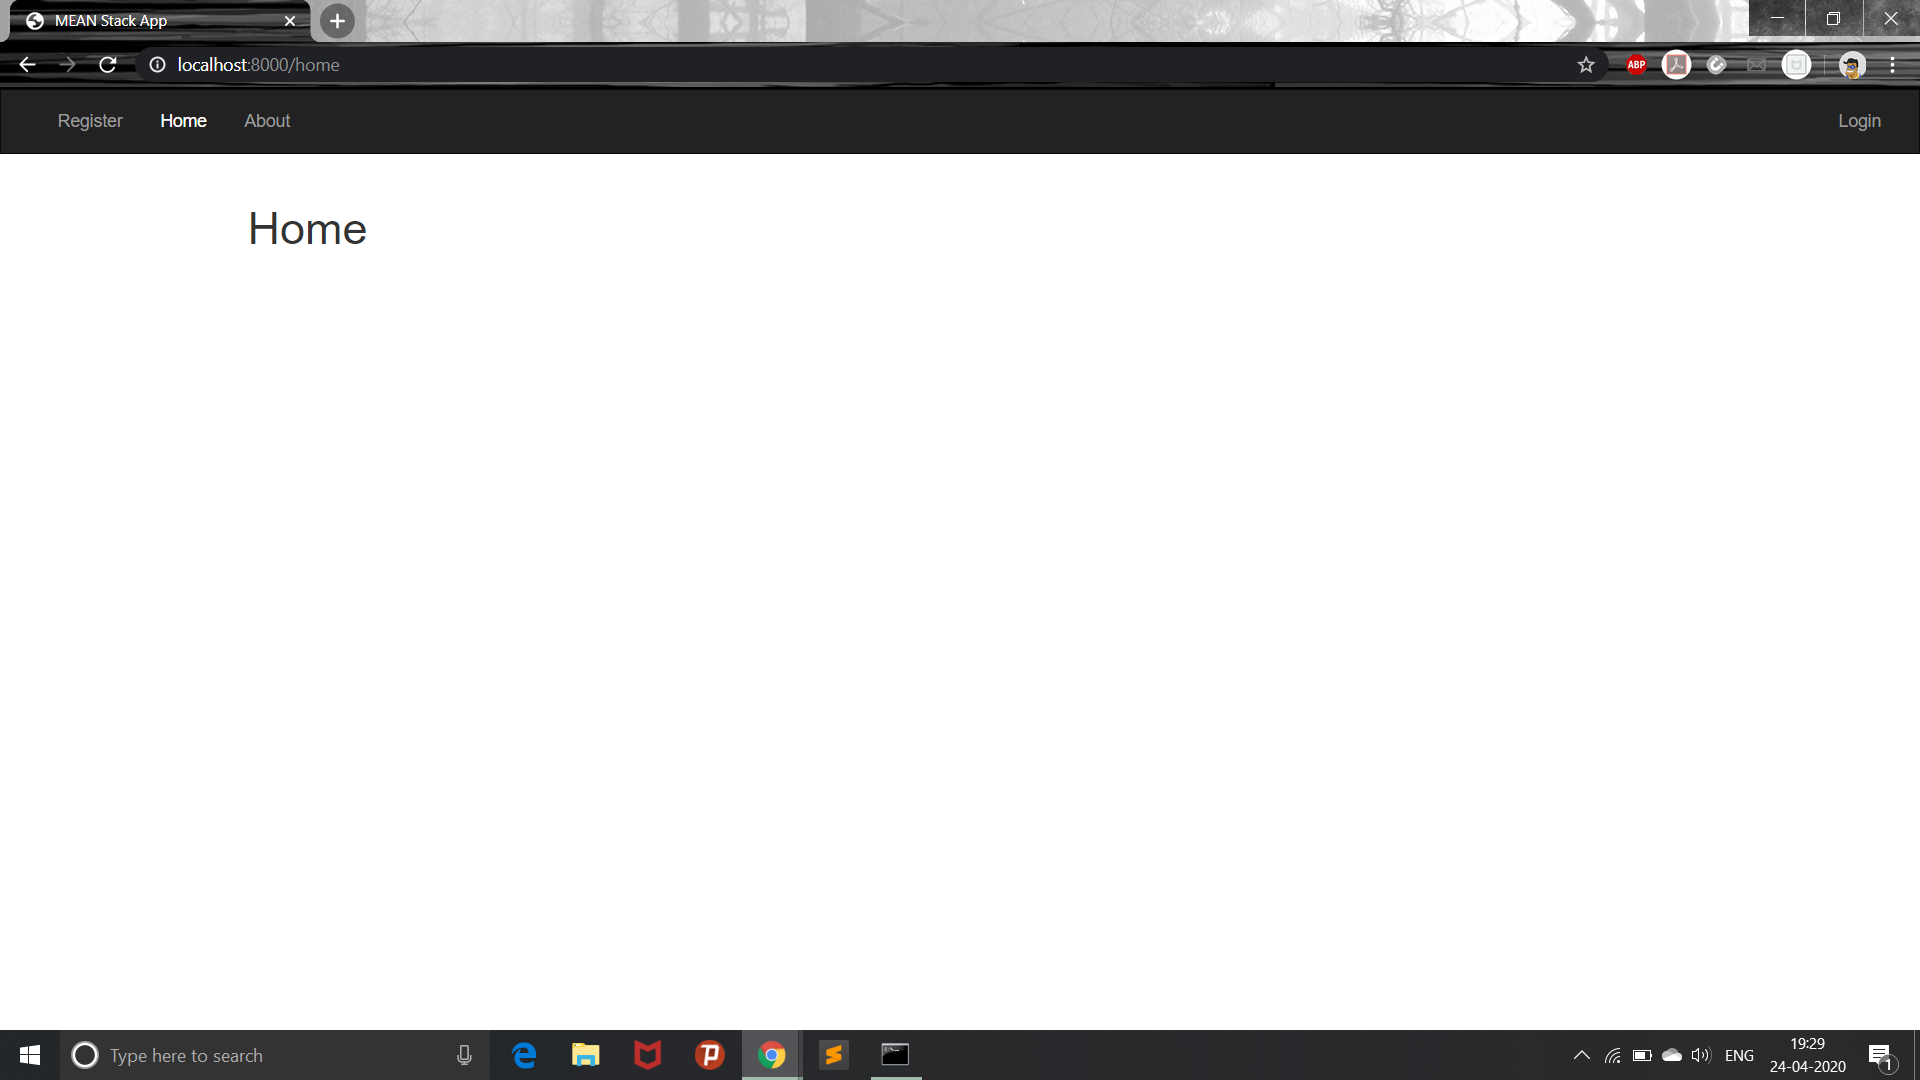 MEAN Stack App
localhost:8000/home
ABP
Register Home About Login
Home
Type here to search
ENG
19:29
24-04-2020
1